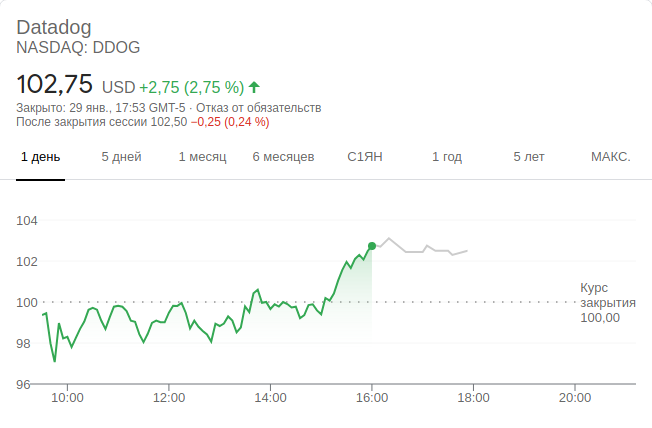 Datadog
NASDAQ: DDOG
102,75 USD +2,75 (2,75 %)
Закрыто: 29 янв., 17:53 GMT-5 · Отказ от обязательств
После закрытия сессии 102,50 −0,25 (0,24 %)
1 день 5 дней 1 месяц 6 месяцев С1ЯН 1 год 5 лет МАКС.
104
102
100
98
96
Курс
закрытия
100,00
10:00 12:00 14:00 16:00 18:00 20:00